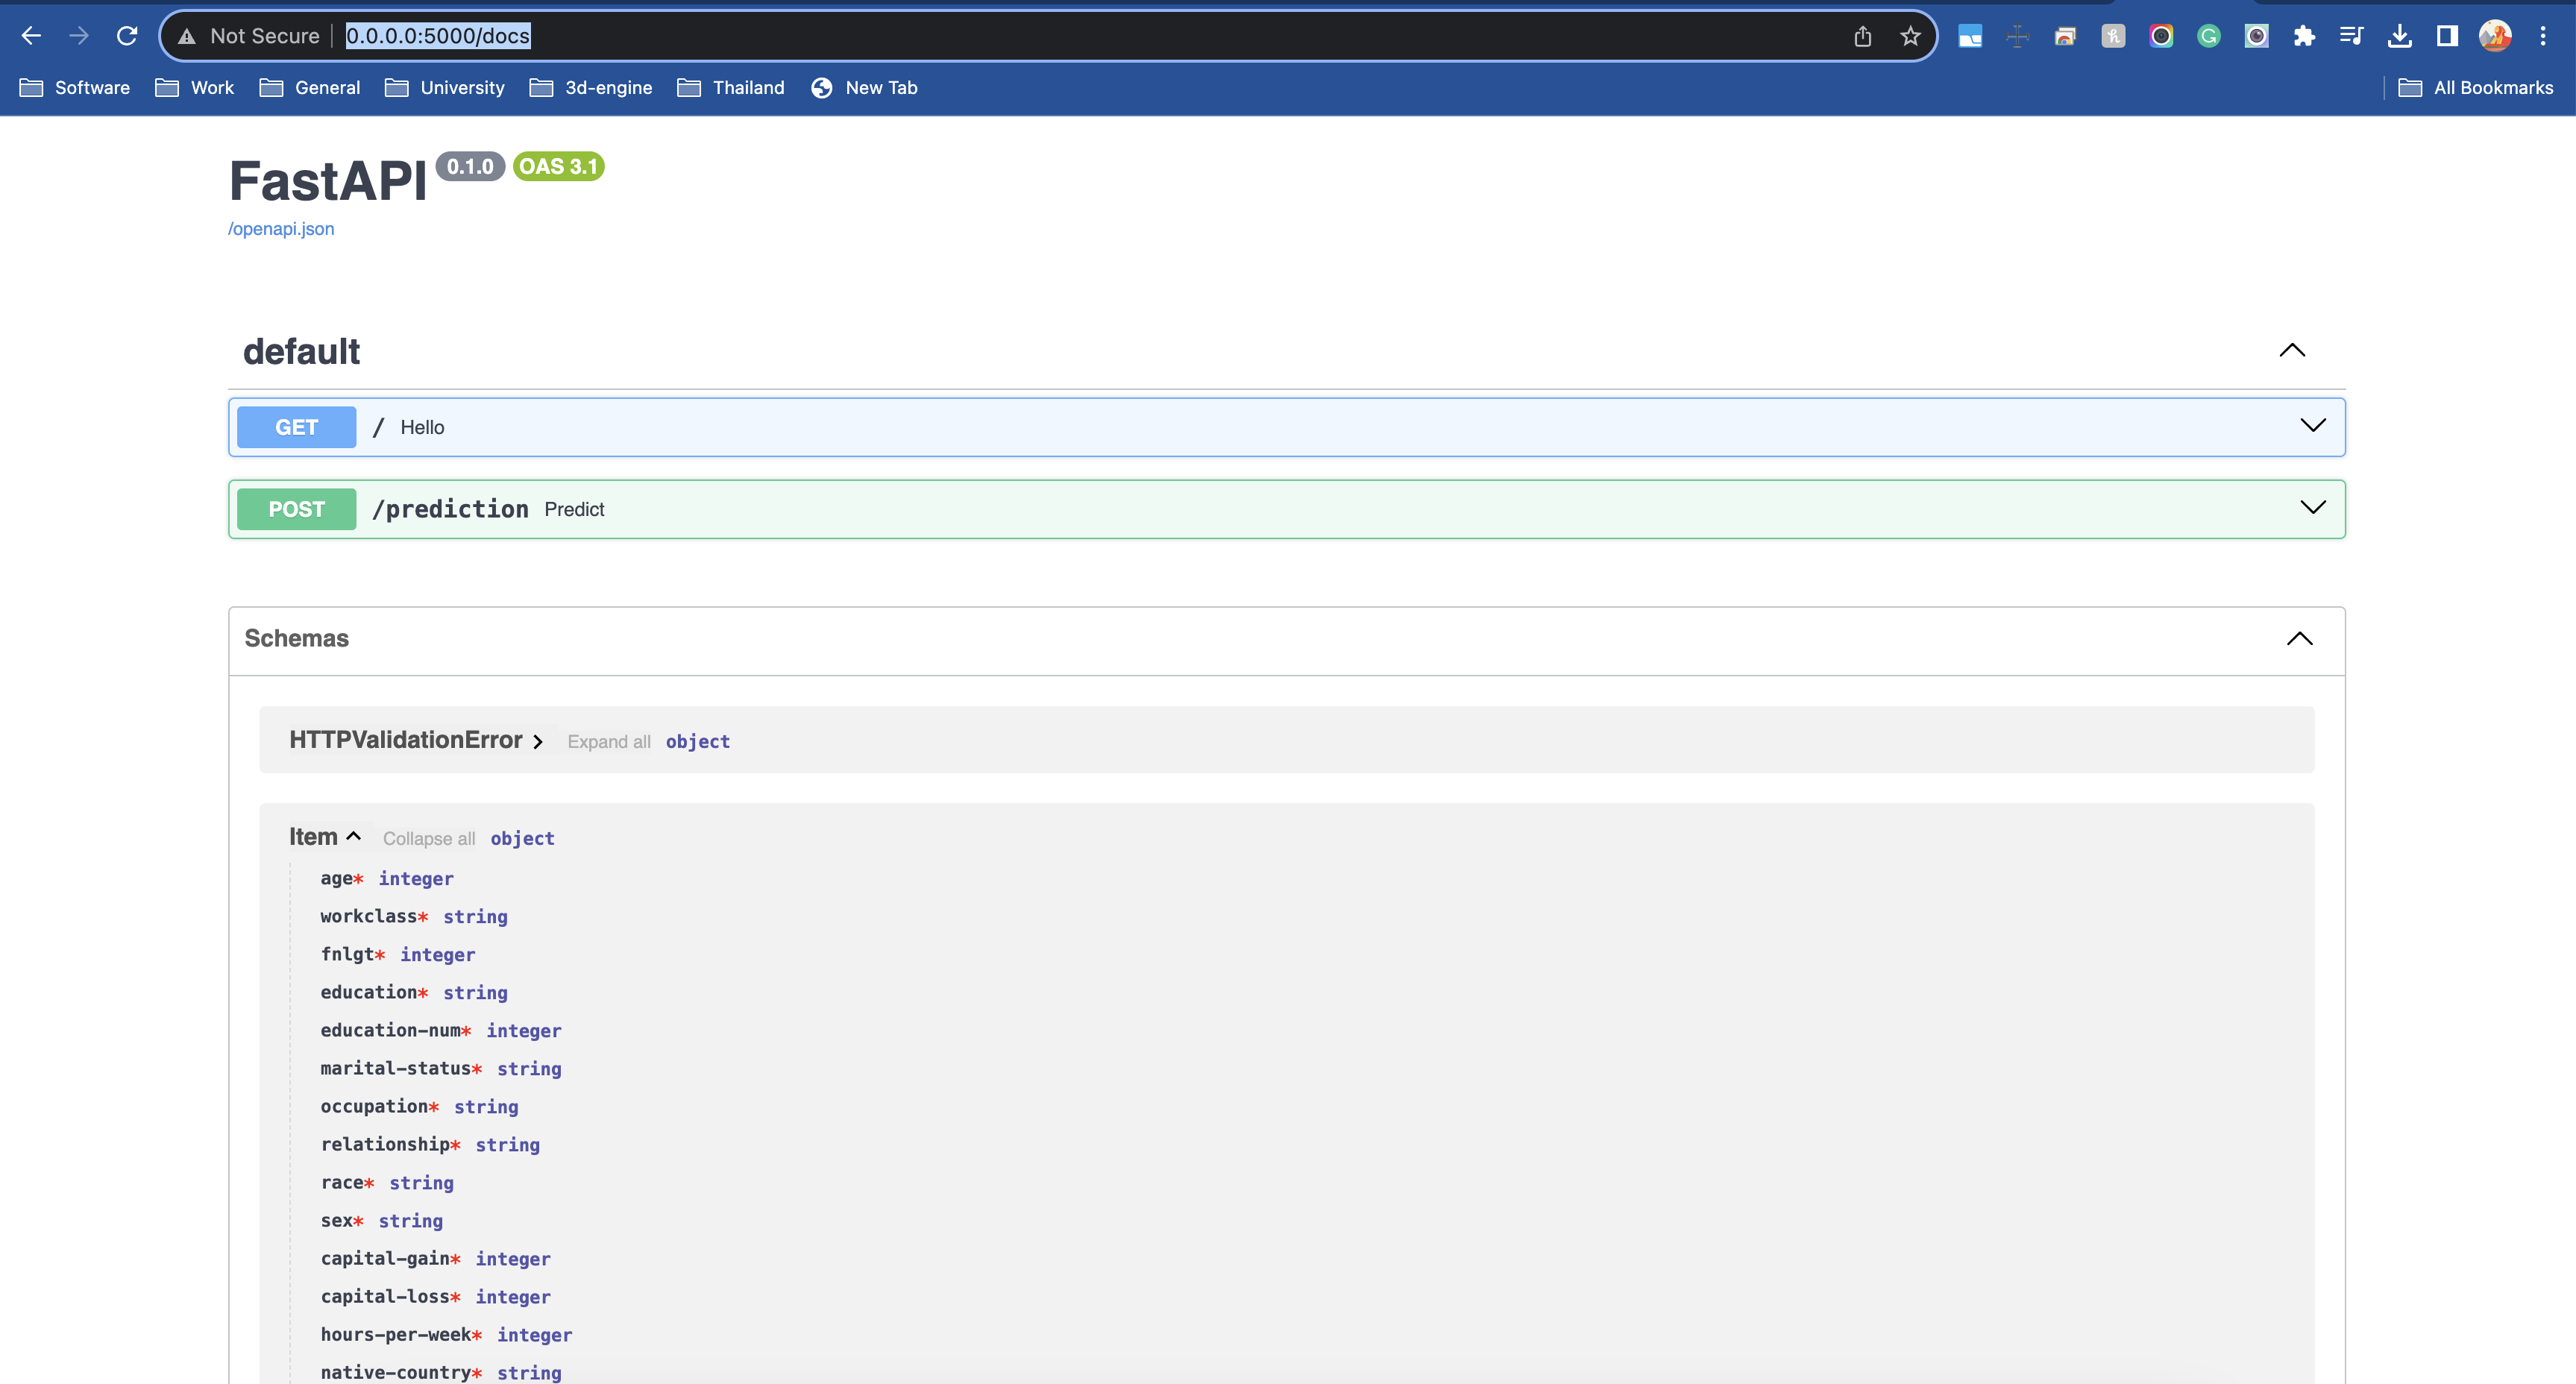 Not Secure 0.0.0.0:5000/docs
Software Work General University 3d-engine Thailand New Tab All Bookmarks
FastAPI 0.1.0 OAS 3.1
/openapi.json
default
GET / Hello
POST /prediction Predict
Schemas
HTTPValidationError Expand all object
Item Collapse all object
age* integer
workclass* string
fnlgt* integer
education* string
education-num* integer
marital-status* string
occupation* string
relationship* string
race* string
sex* string
capital-gain* integer
capital-loss* integer
hours-per-week* integer
native-country* string